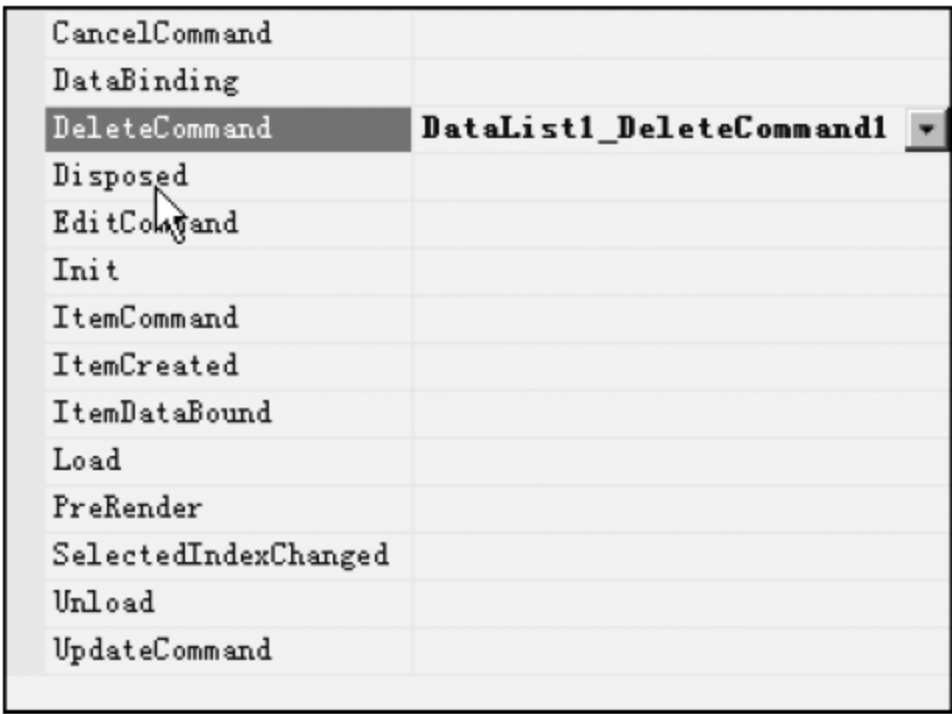 CancelCommand
DataBinding
DeleteCommand DataList1_DeleteCommand1
Disposed
EditCommand
Init
ItemCommand
ItemCreated
ItemDataBound
Load
PreRender
SelectedIndexChanged
Unload
UpdateCommand